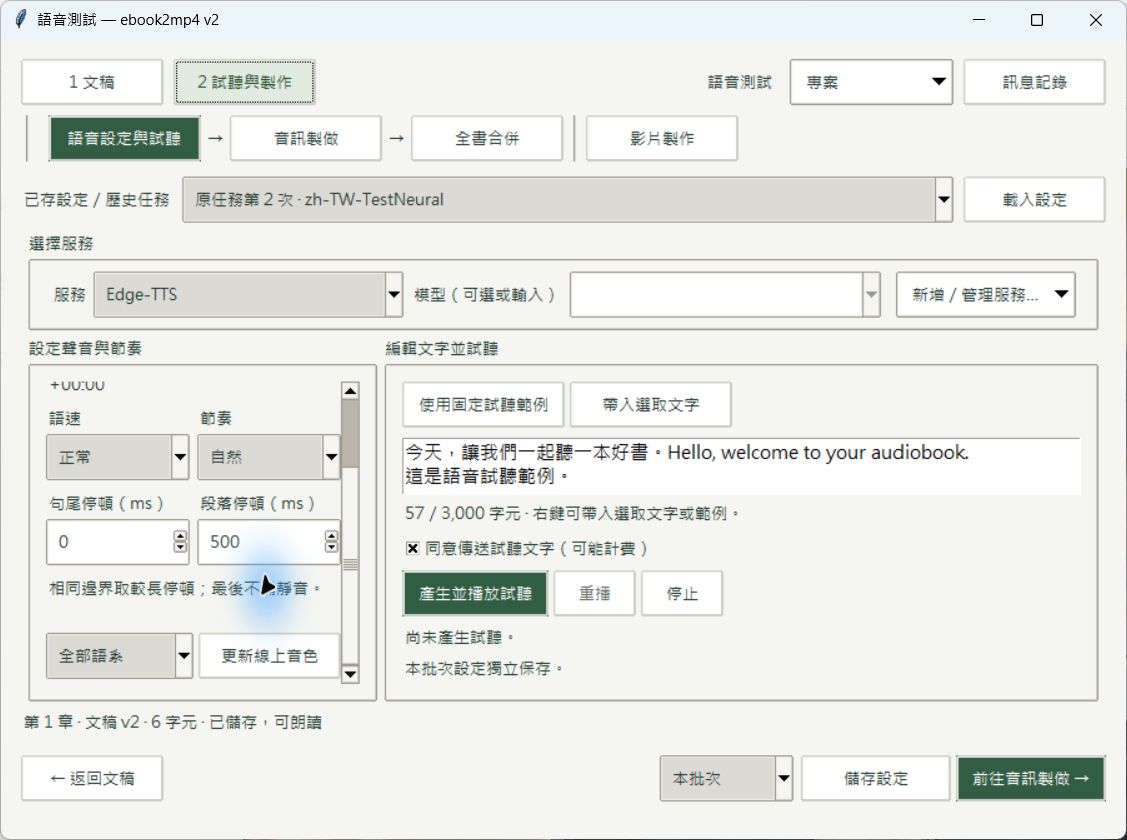 語音測試 — ebook2mp4 v2
1 文稿
2 試聽與製作
語音測試
專案
訊息記錄
語音設定與試聽
→
音訊製做
→
全書合併
影片製作
已存設定 / 歷史任務
原任務第 2 次 · zh-TW-TestNeural
載入設定
選擇服務
服務
Edge-TTS
模型（可選或輸入）
新增 / 管理服務...
設定聲音與節奏
+00:00
語速
節奏
正常
自然
句尾停頓（ms）
段落停頓（ms）
0
500
相同邊界取較長停頓；最後不 靜音。
全部語系
更新線上音色
編輯文字並試聽
使用固定試聽範例
帶入選取文字
今天，讓我們一起聽一本好書。Hello, welcome to your audiobook.
這是語音試聽範例。
57 / 3,000 字元 · 右鍵可帶入選取文字或範例。
同意傳送試聽文字（可能計費）
產生並播放試聽
重播
停止
尚未產生試聽。
本批次設定獨立保存。
第 1 章 · 文稿 v2 · 6 字元 · 已儲存，可朗讀
← 返回文稿
本批次
儲存設定
前往音訊製做 →